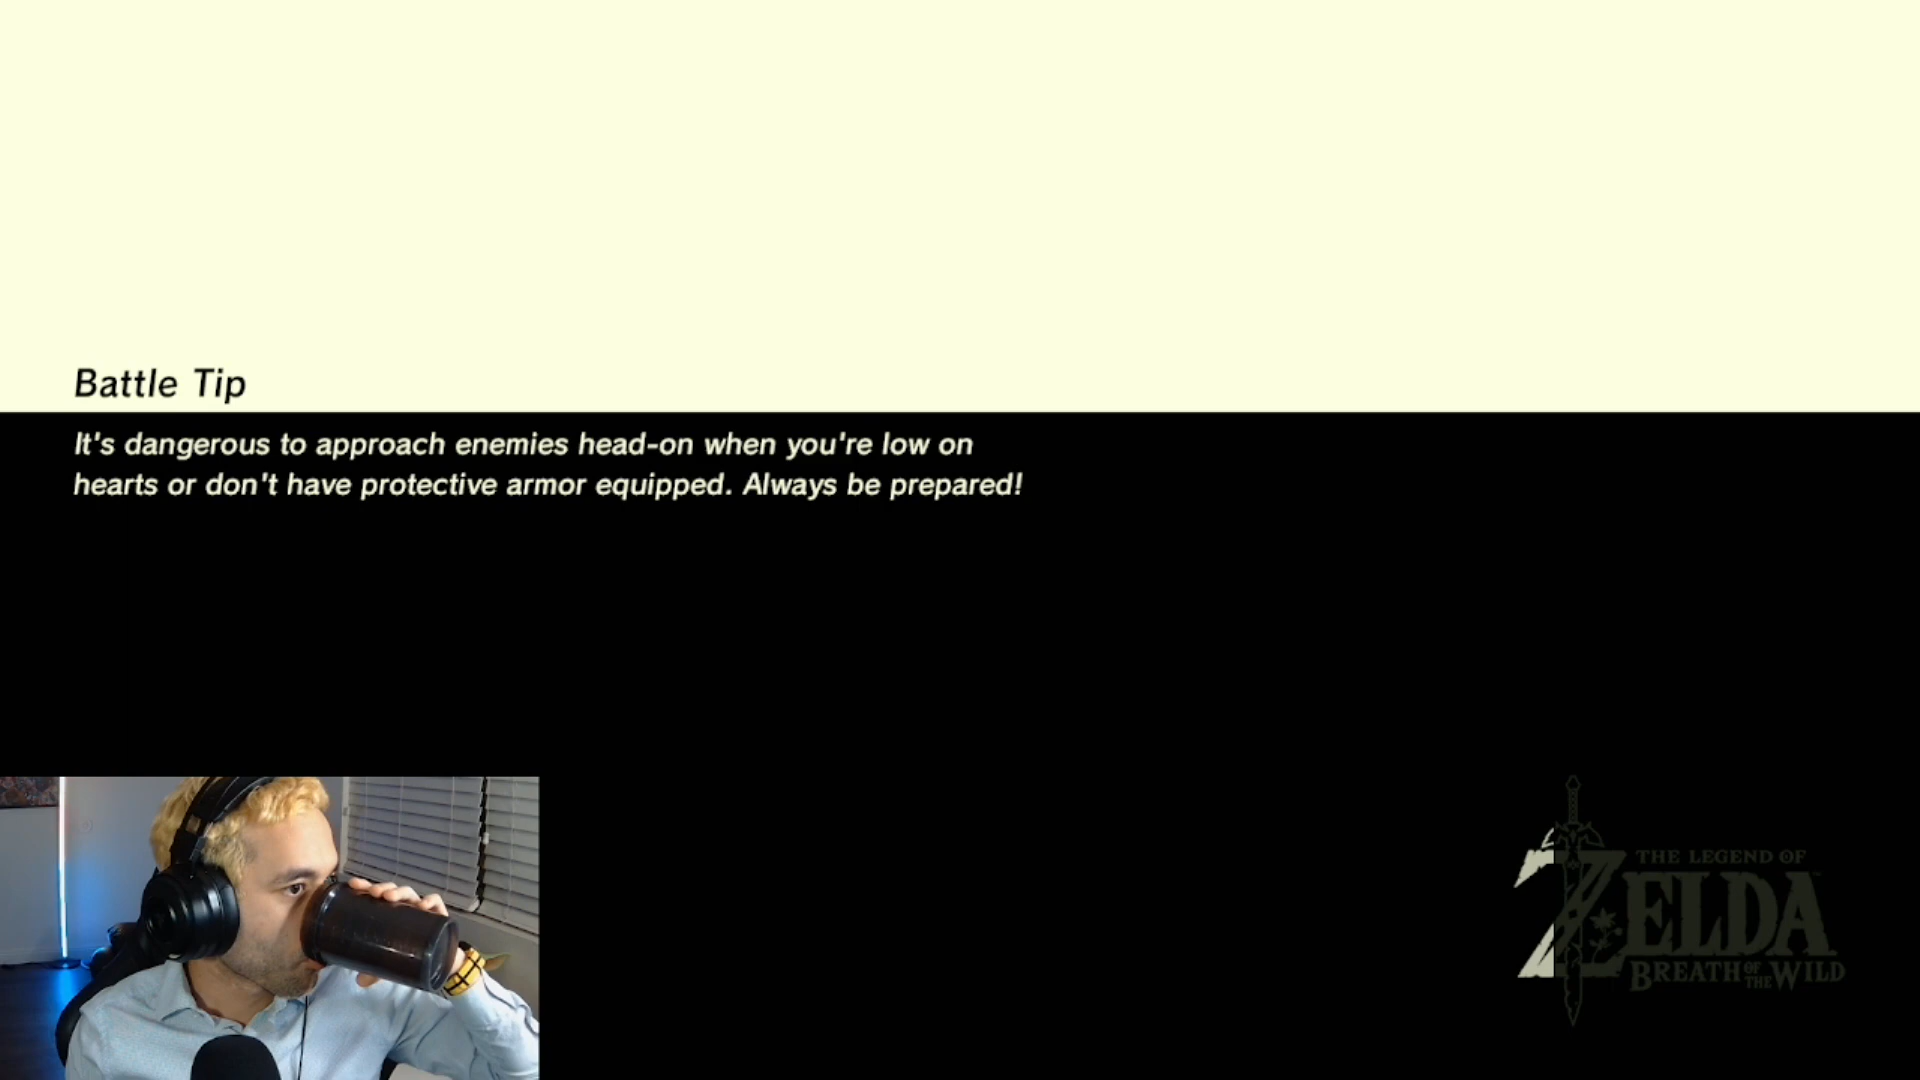 Battle Tip
It's dangerous to approach enemies head-on when you're low on
hearts or don't have protective armor equipped. Always be prepared!
THE LEGEND OF
ZELDA
BREATH OF THE WILD